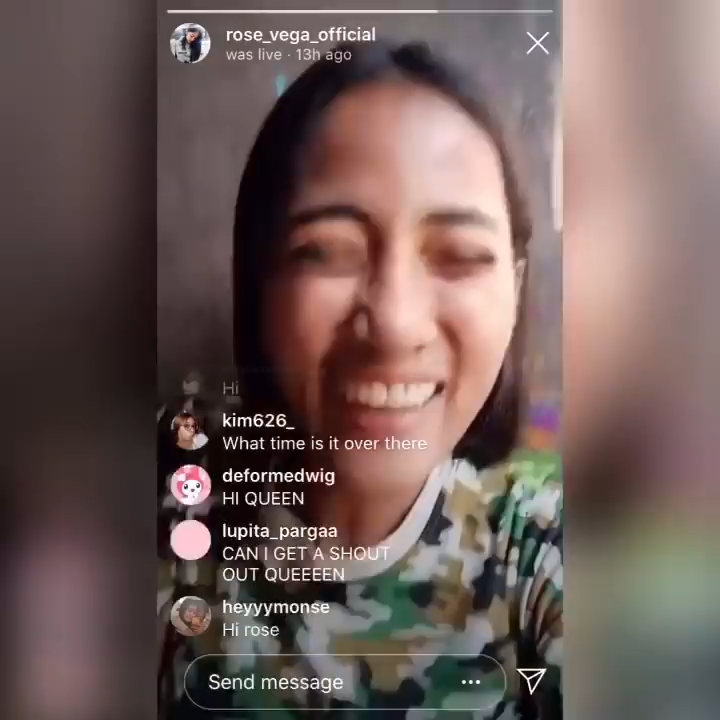 rose_vega_official
was live · 13h ago
Hi
kim626_
What time is it over there
deformedwig
HI QUEEN
lupita_pargaa
CAN I GET A SHOUT
OUT QUEEEEN
heyyymonse
Hi rose
Send message